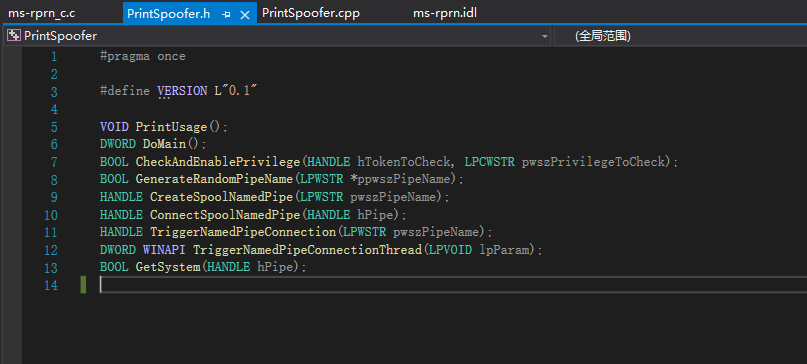 ms-rprn_c.c PrintSpoofer.h PrintSpoofer.cpp ms-rprn.idl
PrintSpoofer (全局范围)
1 #pragma once
2
3 #define VERSION L"0.1"
4
5 VOID PrintUsage();
6 DWORD DoMain();
7 BOOL CheckAndEnablePrivilege(HANDLE hTokenToCheck, LPCWSTR pwszPrivilegeToCheck);
8 BOOL GenerateRandomPipeName(LPWSTR *ppwszPipeName);
9 HANDLE CreateSpoolNamedPipe(LPWSTR pwszPipeName);
10 HANDLE ConnectSpoolNamedPipe(HANDLE hPipe);
11 HANDLE TriggerNamedPipeConnection(LPWSTR pwszPipeName);
12 DWORD WINAPI TriggerNamedPipeConnectionThread(LPVOID lpParam);
13 BOOL GetSystem(HANDLE hPipe);
14